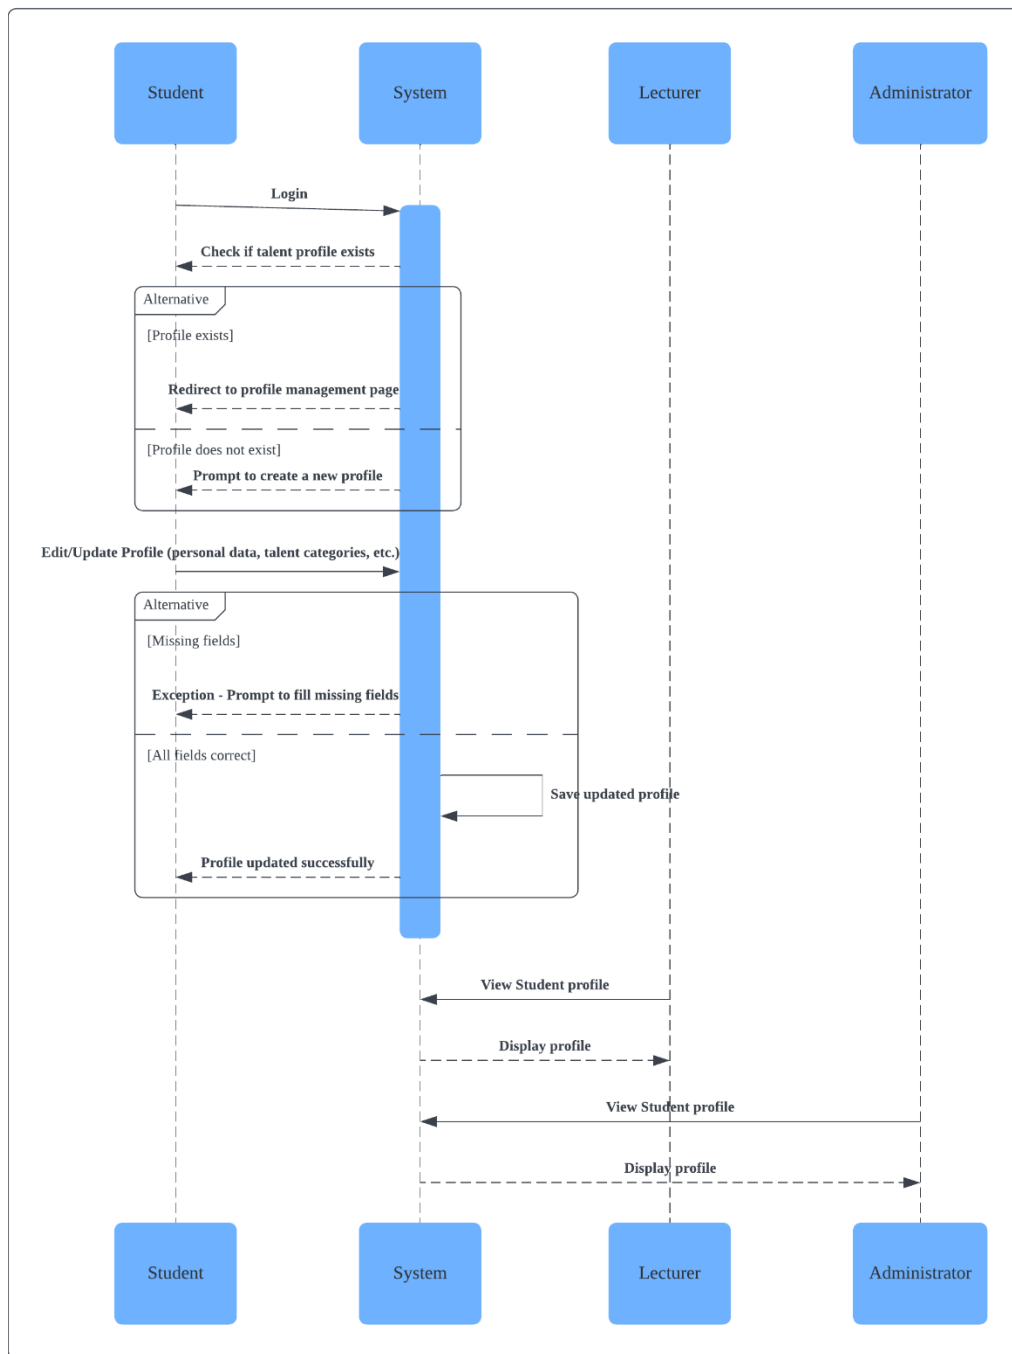 Student
System
Lecturer
Administrator
Login
Check if talent profile exists
Alternative
[Profile exists]
Redirect to profile management page
[Profile does not exist]
Prompt to create a new profile
Edit/Update Profile (personal data, talent categories, etc.)
Alternative
[Missing fields]
Exception - Prompt to fill missing fields
[All fields correct]
Save updated profile
Profile updated successfully
View Student profile
Display profile
View Student profile
Display profile
Student
System
Lecturer
Administrator